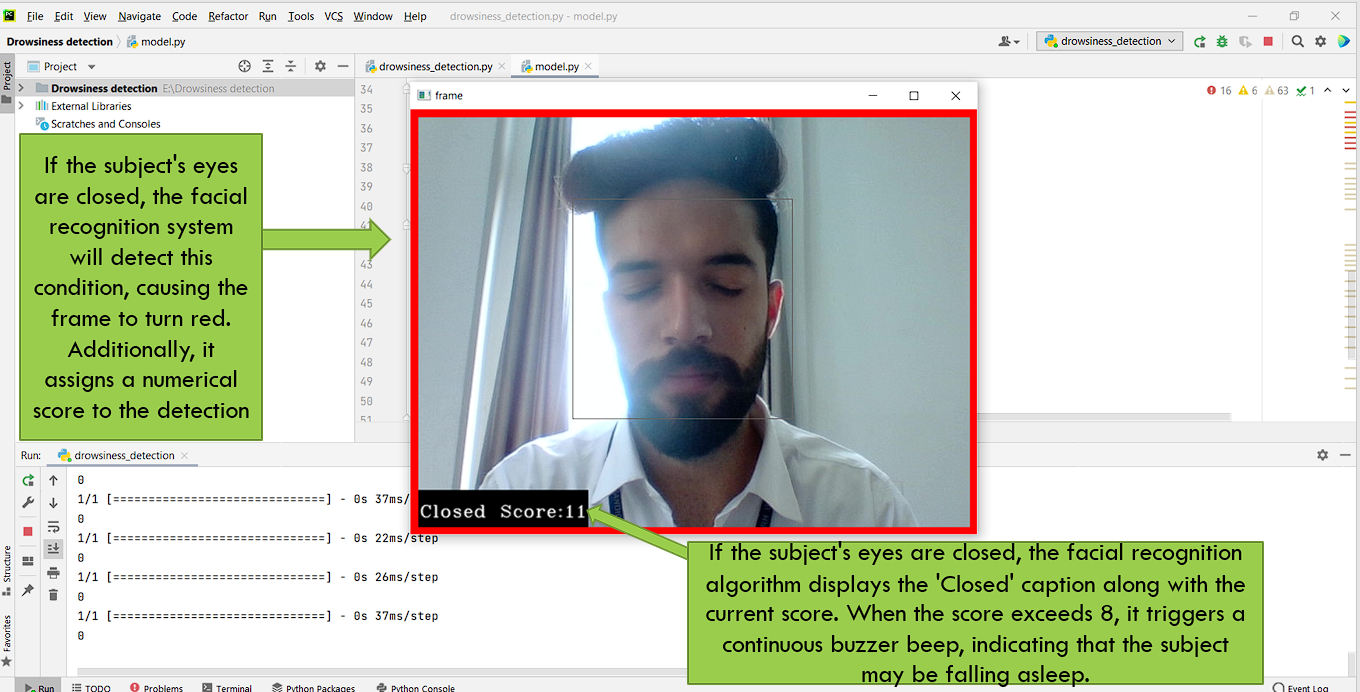 File Edit View Navigate Code Refactor Run Tools VCS Window Help drowsiness_detection.py - model.py
Drowsiness detection model.py drowsiness_detection
Project drowsiness_detection.py model.py
Project
Drowsiness detection E:\Drowsiness detection
External Libraries
Scratches and Consoles
34
35
36
37
38
39
40
41
43
44
45
46
47
48
49
50
51
16 6 63 1
frame
If the subject's eyes
are closed, the facial
recognition system
will detect this
condition, causing the
frame to turn red.
Additionally, it
assigns a numerical
score to the detection
Closed Score:11
Run: drowsiness_detection
0
1/1 [==============================] - 0s 37ms/
0
1/1 [==============================] - 0s 22ms/step
0
1/1 [==============================] - 0s 26ms/step
0
1/1 [==============================] - 0s 37ms/step
0
If the subject's eyes are closed, the facial recognition
algorithm displays the 'Closed' caption along with the
current score. When the score exceeds 8, it triggers a
continuous buzzer beep, indicating that the subject
may be falling asleep.
Structure
Favorites
Run TODO Problems Terminal Python Packages Python Console Event Log